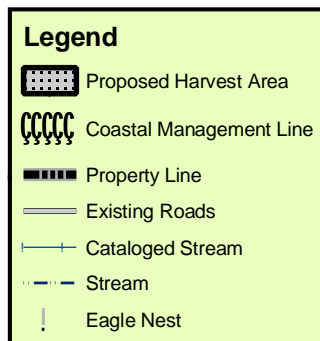 Legend
Proposed Harvest Area
Coastal Management Line
Property Line
Existing Roads
Cataloged Stream
Stream
Eagle Nest